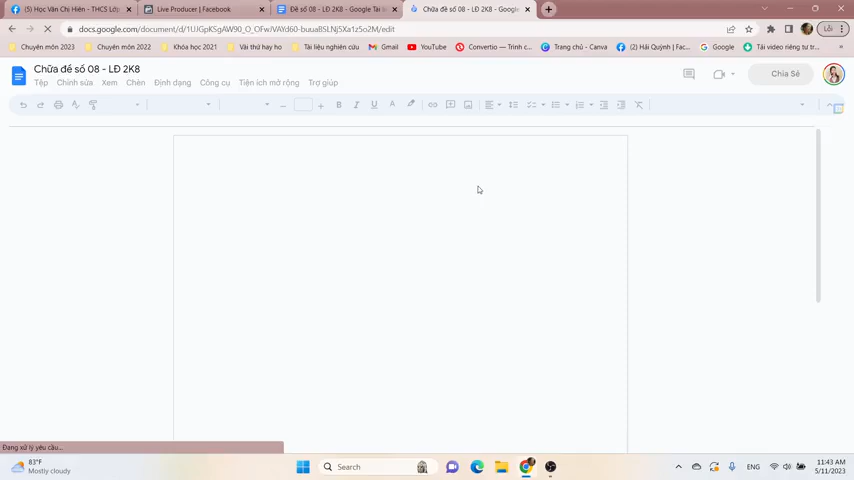 (5) Học Văn Chị Hiên - THCS Lớp
Live Producer | Facebook
Đề số 08 - LĐ 2K8 - Google Tài li
Chữa đề số 08 - LĐ 2K8 - Google
docs.google.com/document/d/1UJGpKSgAW90_O_OFwJVAYd60-buua8SLNj5Xa1z5o2M/edit
Lỗi
Chuyên môn 2023
Chuyên môn 2022
Khóa học 2021
Vài thứ hay ho
Tài liệu nghiên cứu
Gmail
YouTube
Convertio — Trình c...
Trang chủ - Canva
(6) Hải Quỳnh | Fac...
Google
Tải video riêng tư...
Chữa đề số 08 - LĐ 2K8
Tệp Chỉnh sửa Xem Chèn Định dạng Công cụ Tiện ích mở rộng Trợ giúp
Chia Sẻ
Đang xử lý yêu cầu...
83°F
Mostly cloudy
Search
ENG
11:43 AM
5/11/2023